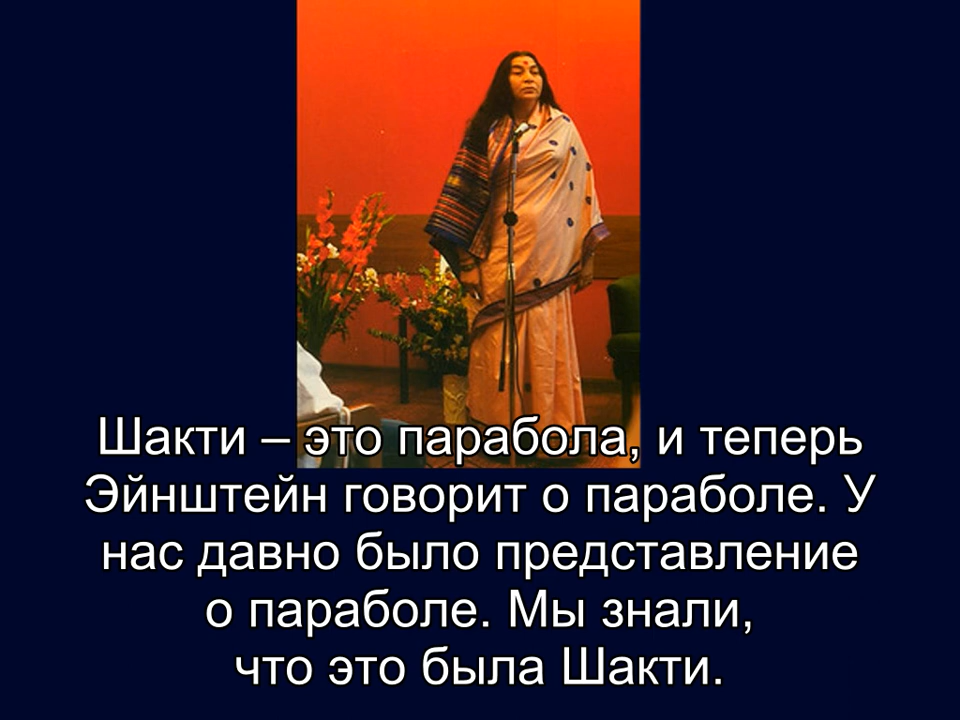 Шакти – это парабола, и теперь
Эйнштейн говорит о параболе. У
нас давно было представление
о параболе. Мы знали,
что это была Шакти.